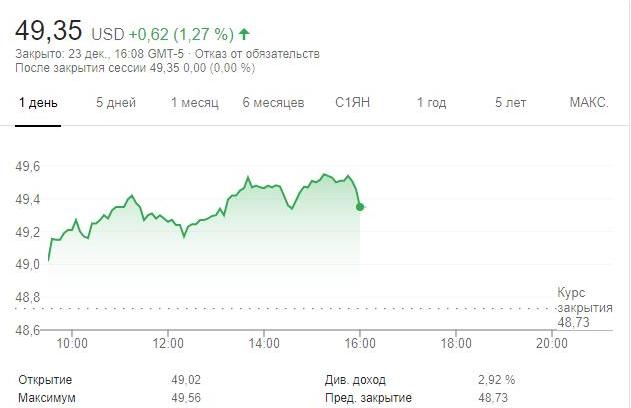 49,35 USD +0,62 (1,27 %) ↑
Закрыто: 23 дек., 16:08 GMT-5 · Отказ от обязательств
После закрытия сессии 49,35 0,00 (0,00 %)
1 день 5 дней 1 месяц 6 месяцев С1ЯН 1 год 5 лет МАКС.
49,6
49,4
49,2
49,0
48,8
Курс
закрытия
48,73
48,6
10:00 12:00 14:00 16:00 18:00 20:00
Открытие 49,02 Див. доход 2,92 %
Максимум 49,56 Пред. закрытие 48,73